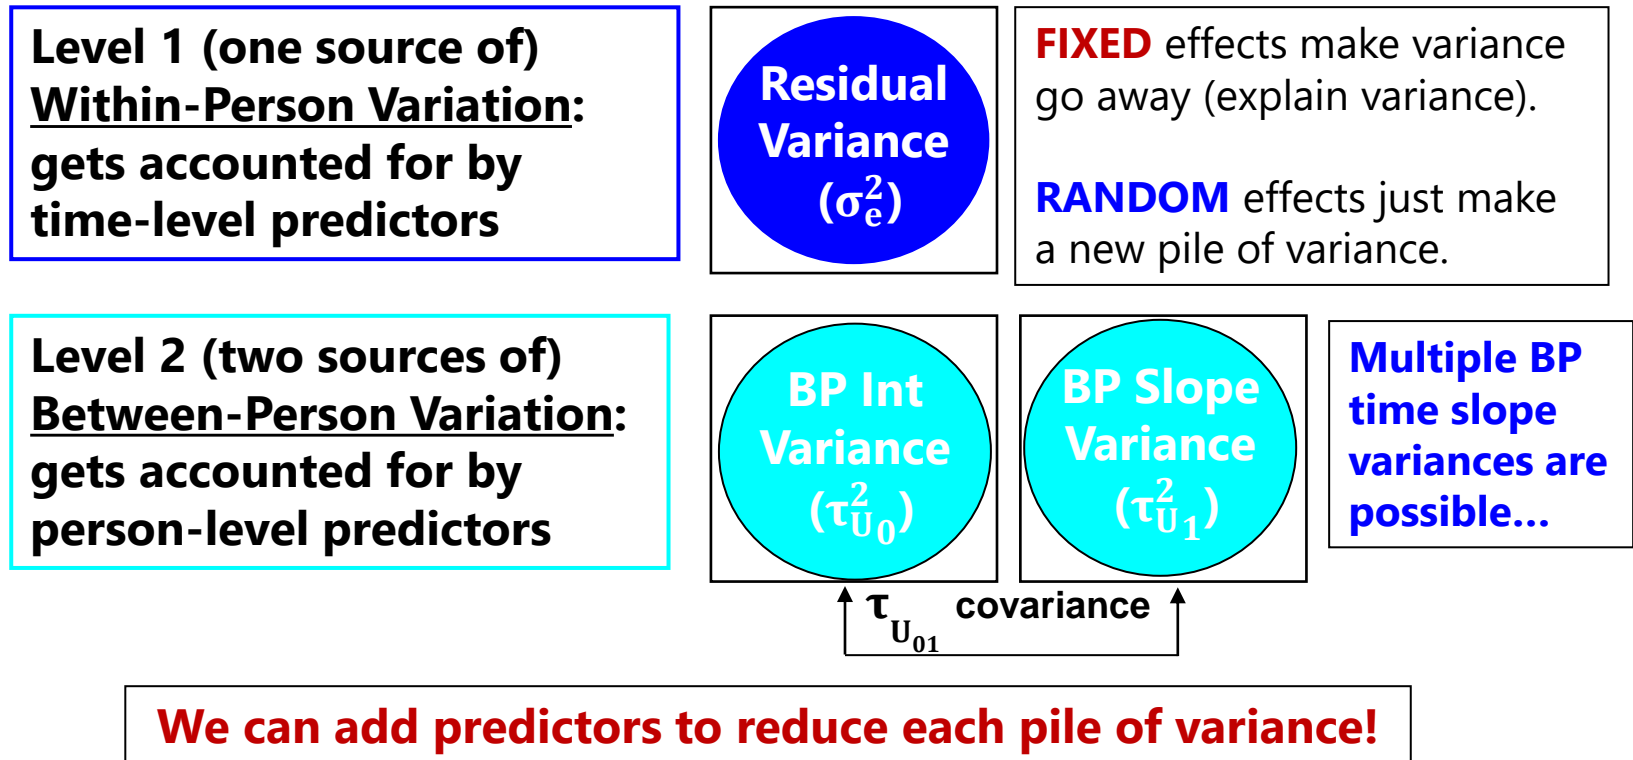 Level 1 (one source of)
Within-Person Variation:
gets accounted for by
time-level predictors
Residual
Variance
(σ²ₑ)
FIXED effects make variance
go away (explain variance).
RANDOM effects just make
a new pile of variance.
Level 2 (two sources of)
Between-Person Variation:
gets accounted for by
person-level predictors
BP Int
Variance
(τ²U₀)
BP Slope
Variance
(τ²U₁)
Multiple BP
time slope
variances are
possible…
τU₀₁ covariance
We can add predictors to reduce each pile of variance!